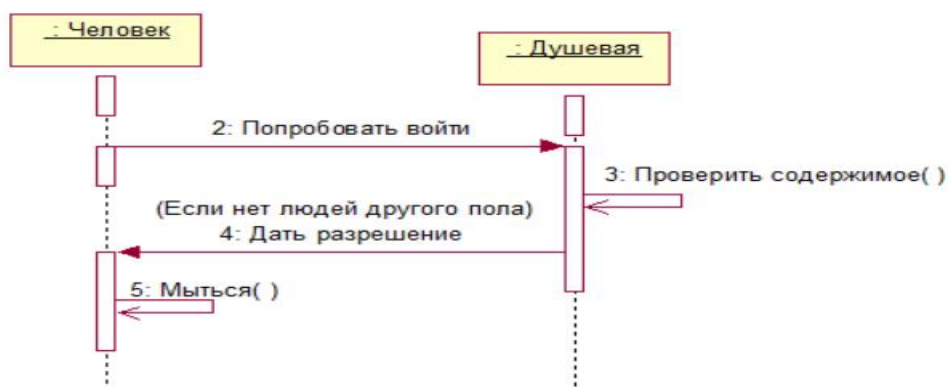 : Человек
: Душевая
2: Попробовать войти
3: Проверить содержимое( )
(Если нет людей другого пола)
4: Дать разрешение
5: Мыться( )